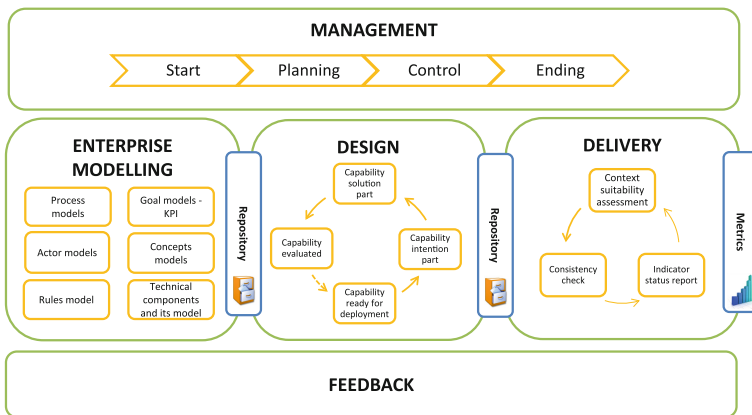 MANAGEMENT
Start
Planning
Control
Ending
ENTERPRISE
MODELLING
Process
models
Goal models -
KPI
Actor models
Concepts
models
Rules model
Technical
components
and its model
Repository
DESIGN
Capability
solution
part
Capability
evaluated
Capability
intention
part
Capability
ready for
deployment
Repository
DELIVERY
Context
suitability
assessment
Consistency
check
Indicator
status report
Metrics
FEEDBACK